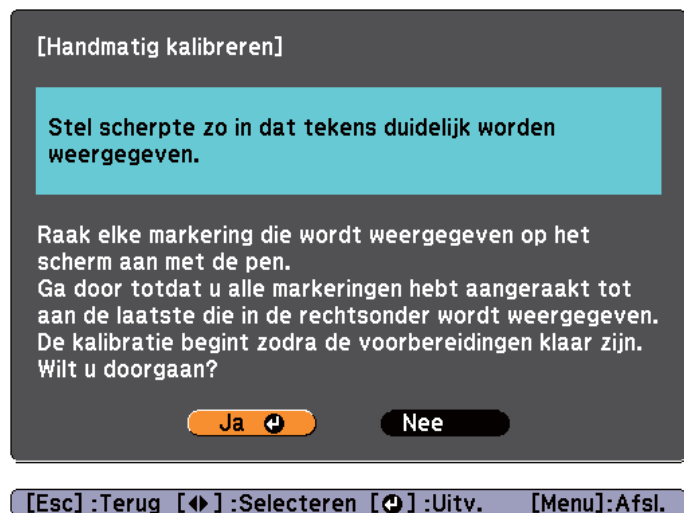 [Handmatig kalibreren]
Stel scherpte zo in dat tekens duidelijk worden
weergegeven.
Raak elke markering die wordt weergegeven op het
scherm aan met de pen.
Ga door totdat u alle markeringen hebt aangeraakt tot
aan de laatste die in de rechtsonder wordt weergegeven.
De kalibratie begint zodra de voorbereidingen klaar zijn.
Wilt u doorgaan?
Ja Nee
[Esc] :Terug [◆] :Selecteren [⏎] :Uitv. [Menu]:Afsl.